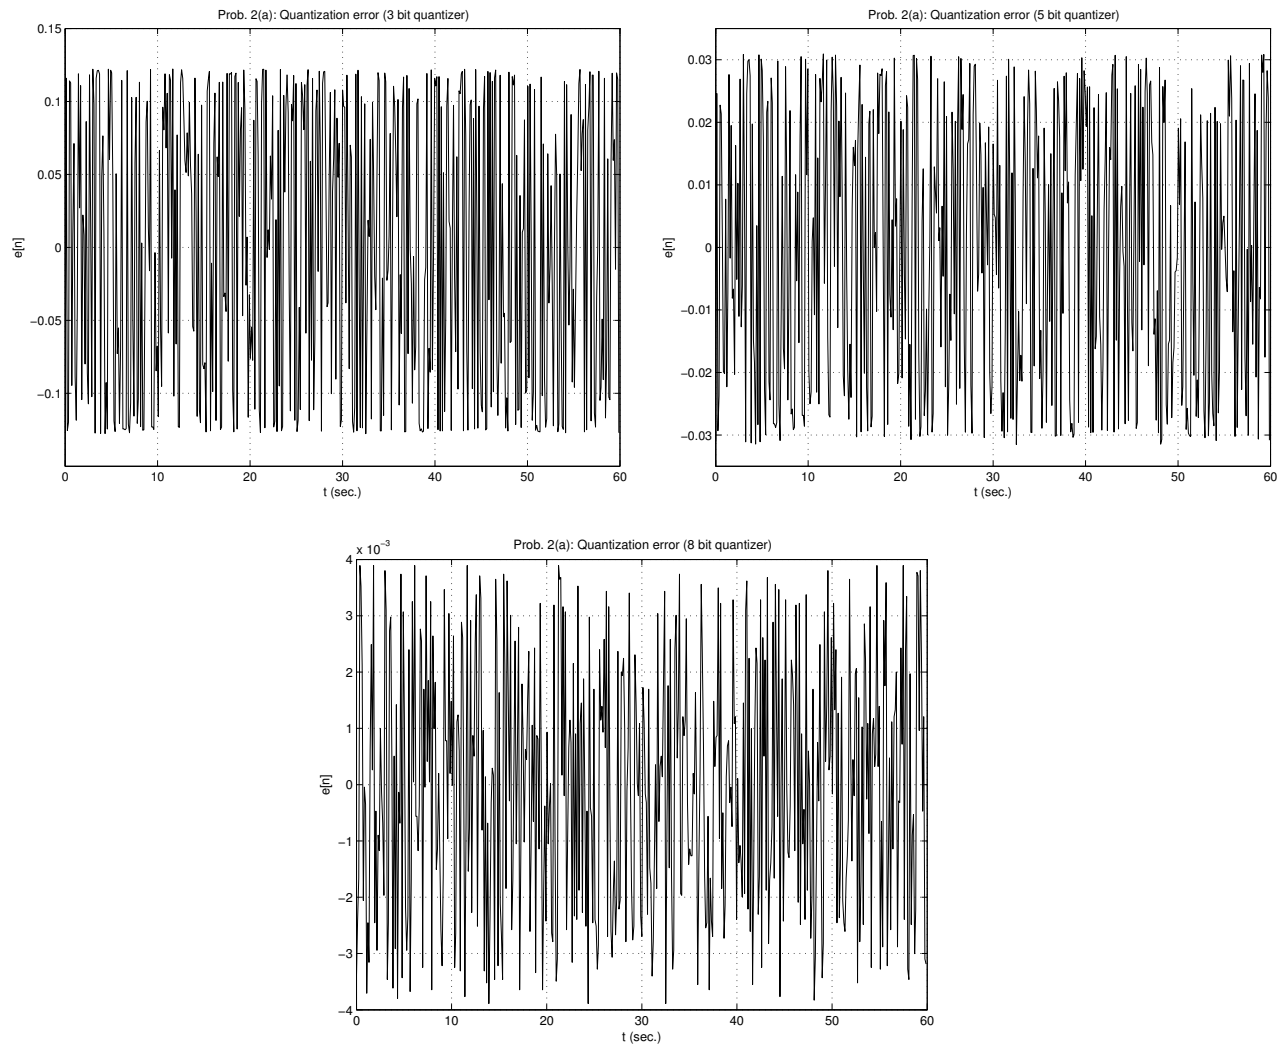 Prob. 2(a): Quantization error (3 bit quantizer)
0.15
0.1
0.05
0
−0.05
−0.1
e[n]
0 10 20 30 40 50 60
t (sec.)
Prob. 2(a): Quantization error (5 bit quantizer)
0.03
0.02
0.01
0
−0.01
−0.02
−0.03
e[n]
0 10 20 30 40 50 60
t (sec.)
Prob. 2(a): Quantization error (8 bit quantizer)
x 10⁻³
4
3
2
1
0
−1
−2
−3
−4
e[n]
0 10 20 30 40 50 60
t (sec.)